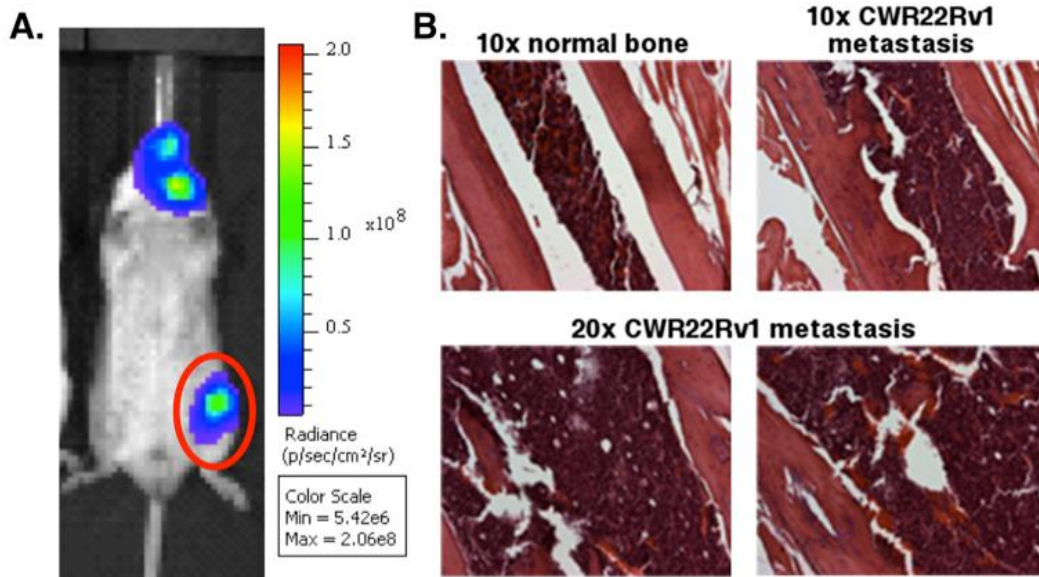 A.
2.0
1.5
x10⁸
1.0
0.5
Radiance
(p/sec/cm²/sr)
Color Scale
Min = 5.42e6
Max = 2.06e8
B.
10x normal bone
10x CWR22Rv1
metastasis
20x CWR22Rv1 metastasis